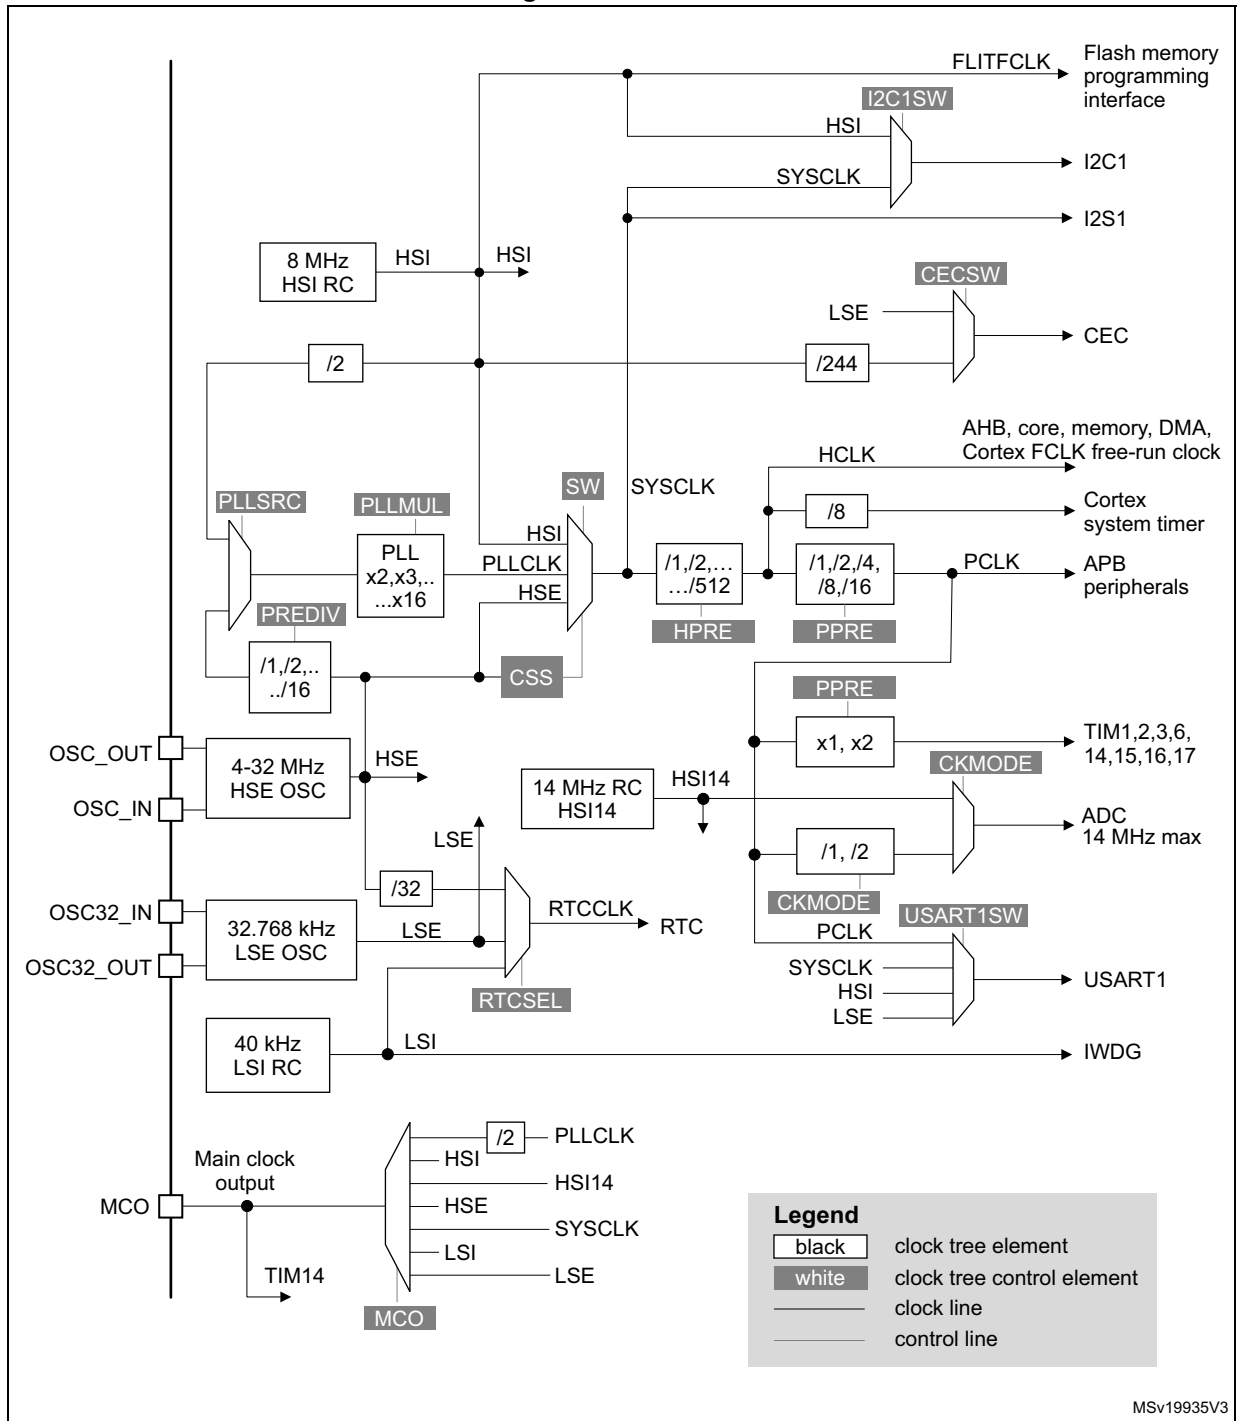 FLITFCLK
Flash memory
programming
interface
I2C1SW
HSI
I2C1
SYSCLK
I2S1
8 MHz
HSI RC
HSI
HSI
CECSW
LSE
CEC
/2
/244
AHB, core, memory, DMA,
Cortex FCLK free-run clock
HCLK
SW
SYSCLK
PLLSRC
PLLMUL
/8
Cortex
system timer
HSI
PLL
x2,x3,..
...x16
PLLCLK
HSE
/1,/2,...
.../512
/1,/2,/4,
/8,/16
PCLK
APB
peripherals
PREDIV
HPRE
PPRE
/1,/2,..
../16
CSS
PPRE
x1, x2
TIM1,2,3,6,
14,15,16,17
OSC_OUT
OSC_IN
4-32 MHz
HSE OSC
HSE
14 MHz RC
HSI14
HSI14
CKMODE
ADC
14 MHz max
LSE
/1, /2
CKMODE
/32
OSC32_IN
OSC32_OUT
32.768 kHz
LSE OSC
LSE
RTCCLK
RTC
RTCSEL
USART1SW
PCLK
SYSCLK
HSI
LSE
USART1
40 kHz
LSI RC
LSI
IWDG
/2
PLLCLK
HSI
HSI14
HSE
SYSCLK
LSI
LSE
Main clock
output
MCO
TIM14
MCO
Legend
black
clock tree element
white
clock tree control element
clock line
control line
MSv19935V3